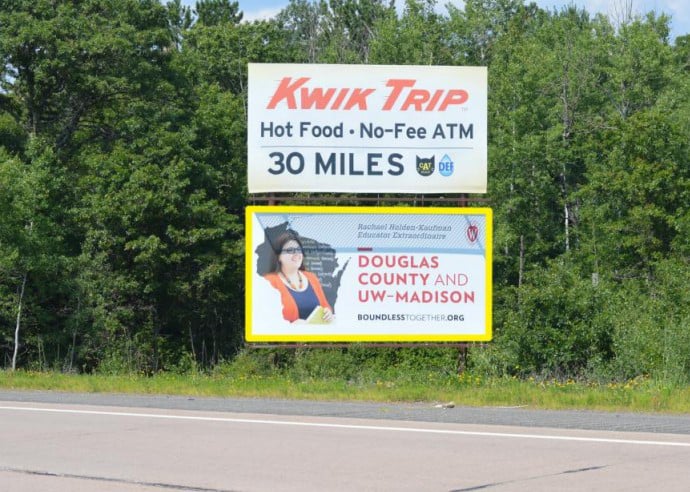 KWIK TRIP
Hot Food • No-Fee ATM
30 MILES CAT DEF
Rachael Holden-Kaufman
Educator Extraordinaire
W
DOUGLAS
COUNTY AND
UW-MADISON
BOUNDLESSTOGETHER.ORG